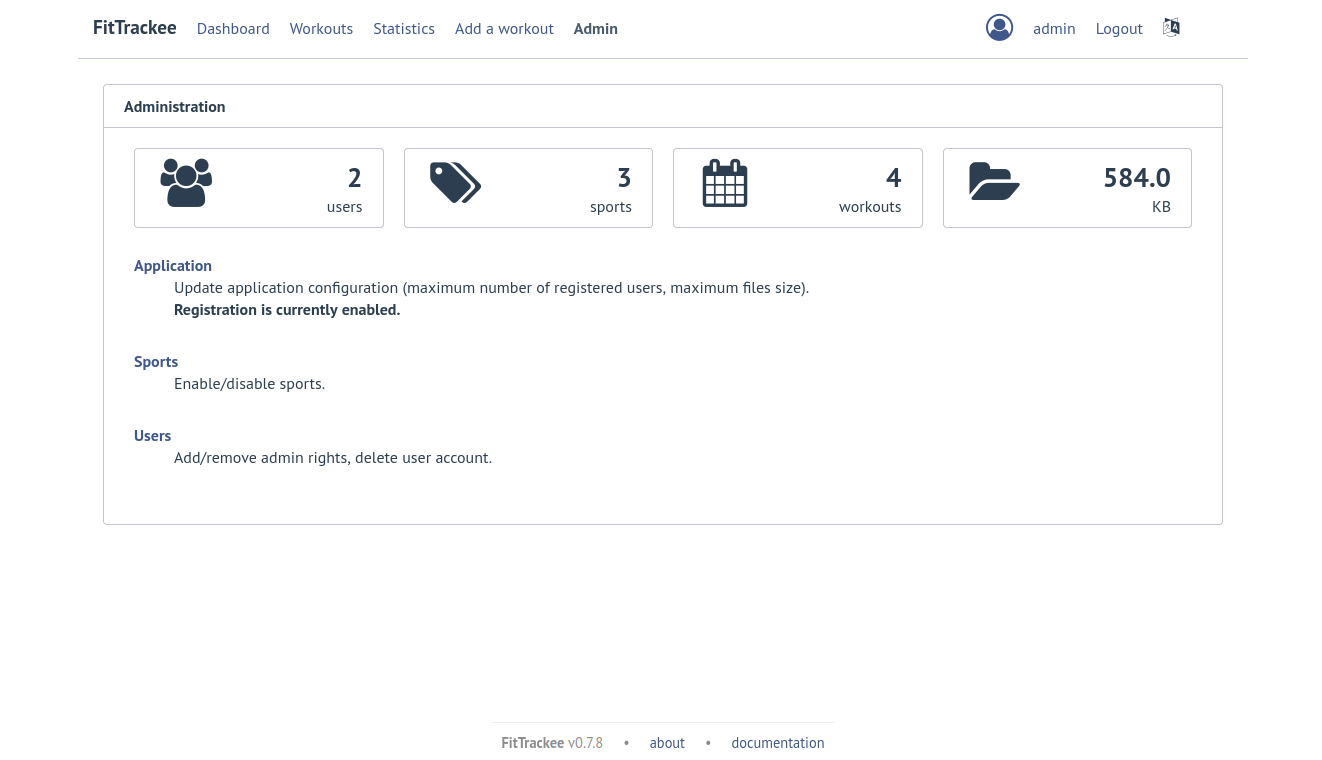 FitTrackee Dashboard Workouts Statistics Add a workout Admin admin Logout
Administration
2
users
3
sports
4
workouts
584.0
KB
Application
Update application configuration (maximum number of registered users, maximum files size).
Registration is currently enabled.
Sports
Enable/disable sports.
Users
Add/remove admin rights, delete user account.
FitTrackee v0.7.8 • about • documentation